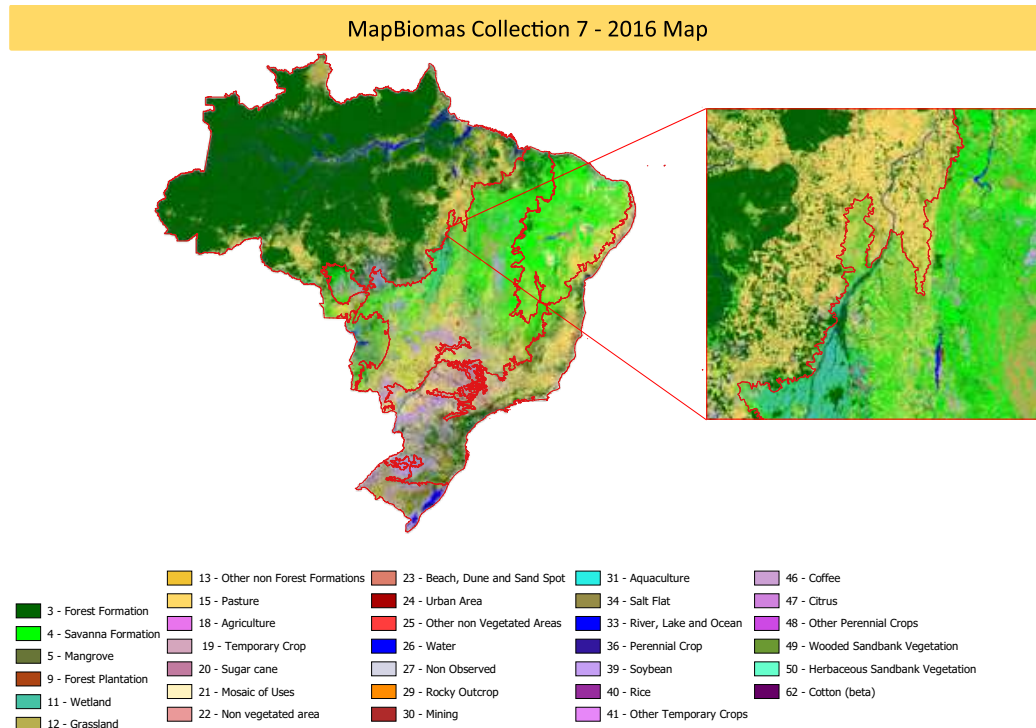 MapBiomas Collection 7 - 2016 Map
3 - Forest Formation
4 - Savanna Formation
5 - Mangrove
9 - Forest Plantation
11 - Wetland
12 - Grassland
13 - Other non Forest Formations
15 - Pasture
18 - Agriculture
19 - Temporary Crop
20 - Sugar cane
21 - Mosaic of Uses
22 - Non vegetated area
23 - Beach, Dune and Sand Spot
24 - Urban Area
25 - Other non Vegetated Areas
26 - Water
27 - Non Observed
29 - Rocky Outcrop
30 - Mining
31 - Aquaculture
34 - Salt Flat
33 - River, Lake and Ocean
36 - Perennial Crop
39 - Soybean
40 - Rice
41 - Other Temporary Crops
46 - Coffee
47 - Citrus
48 - Other Perennial Crops
49 - Wooded Sandbank Vegetation
50 - Herbaceous Sandbank Vegetation
62 - Cotton (beta)